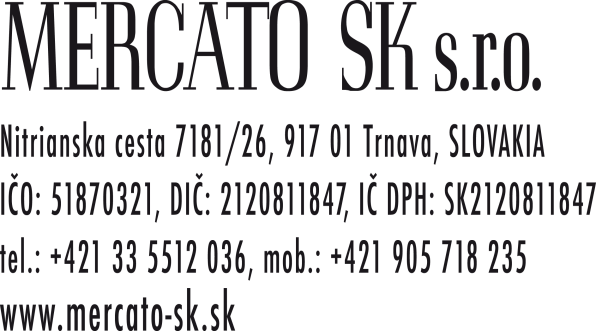 MERCATO SK s.r.o.
Nitrianska cesta 7181/26, 917 01 Trnava, SLOVAKIA
IČO: 51870321, DIČ: 2120811847, IČ DPH: SK2120811847
tel.: +421 33 5512 036, mob.: +421 905 718 235
www.mercato-sk.sk